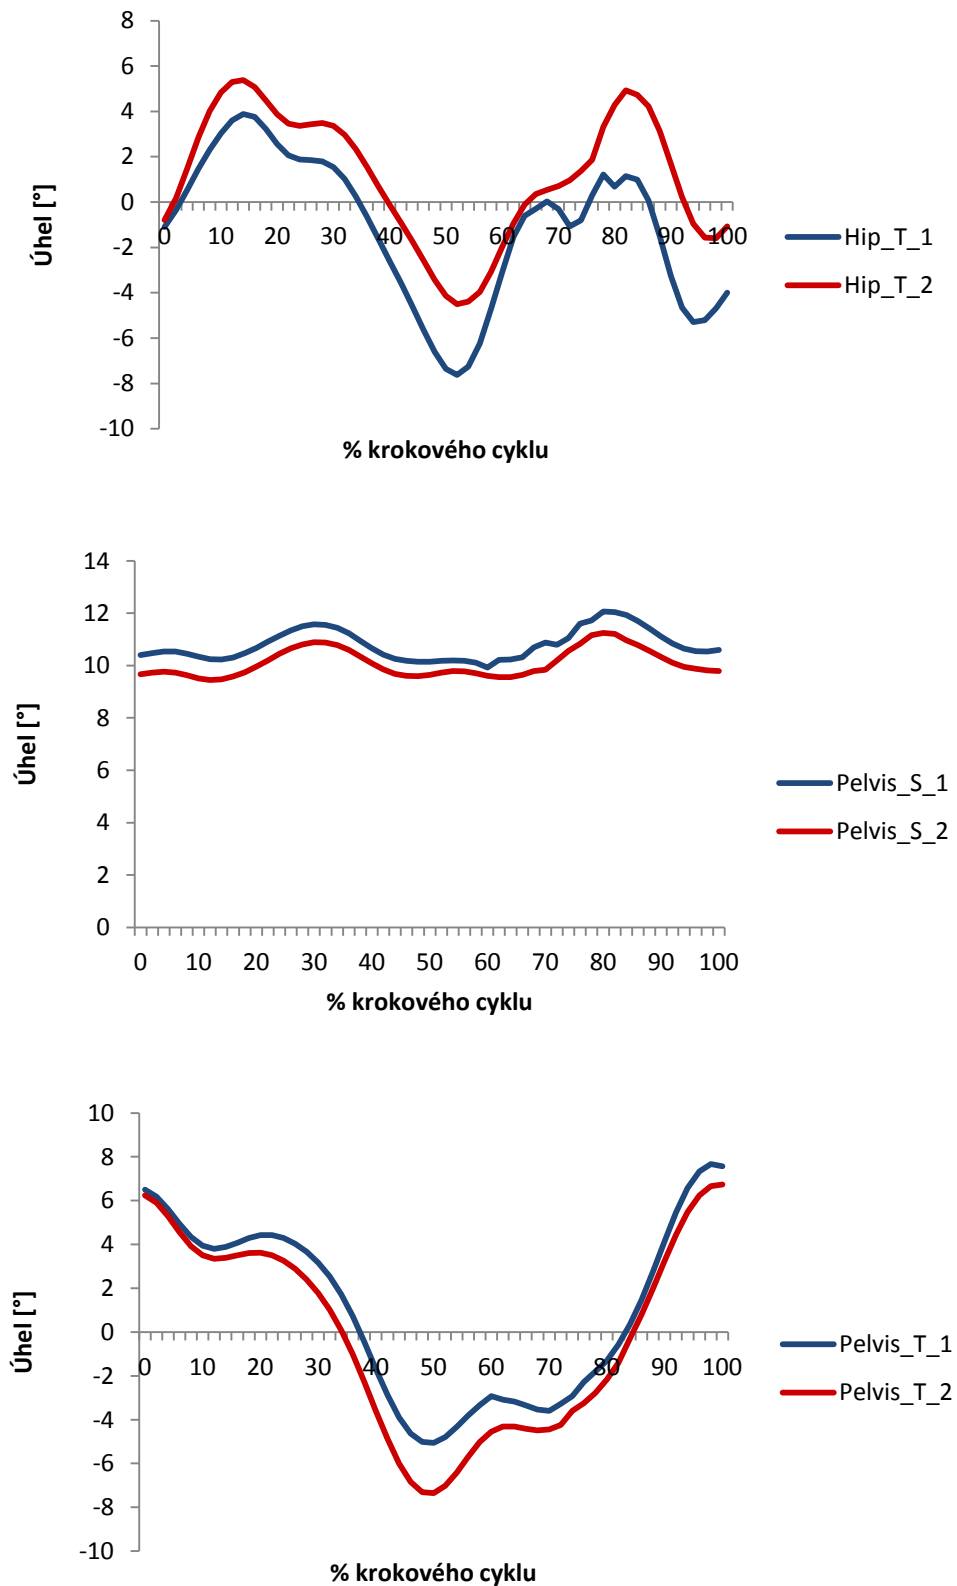 8
6
4
2
0
-2
-4
-6
-8
-10
0 10 20 30 40 50 60 70 80 90 100
Úhel [°]
% krokového cyklu
Hip_T_1
Hip_T_2
14
12
10
8
6
4
2
0
0 10 20 30 40 50 60 70 80 90 100
Úhel [°]
% krokového cyklu
Pelvis_S_1
Pelvis_S_2
10
8
6
4
2
0
-2
-4
-6
-8
-10
0 10 20 30 40 50 60 70 80 90 100
Úhel [°]
% krokového cyklu
Pelvis_T_1
Pelvis_T_2